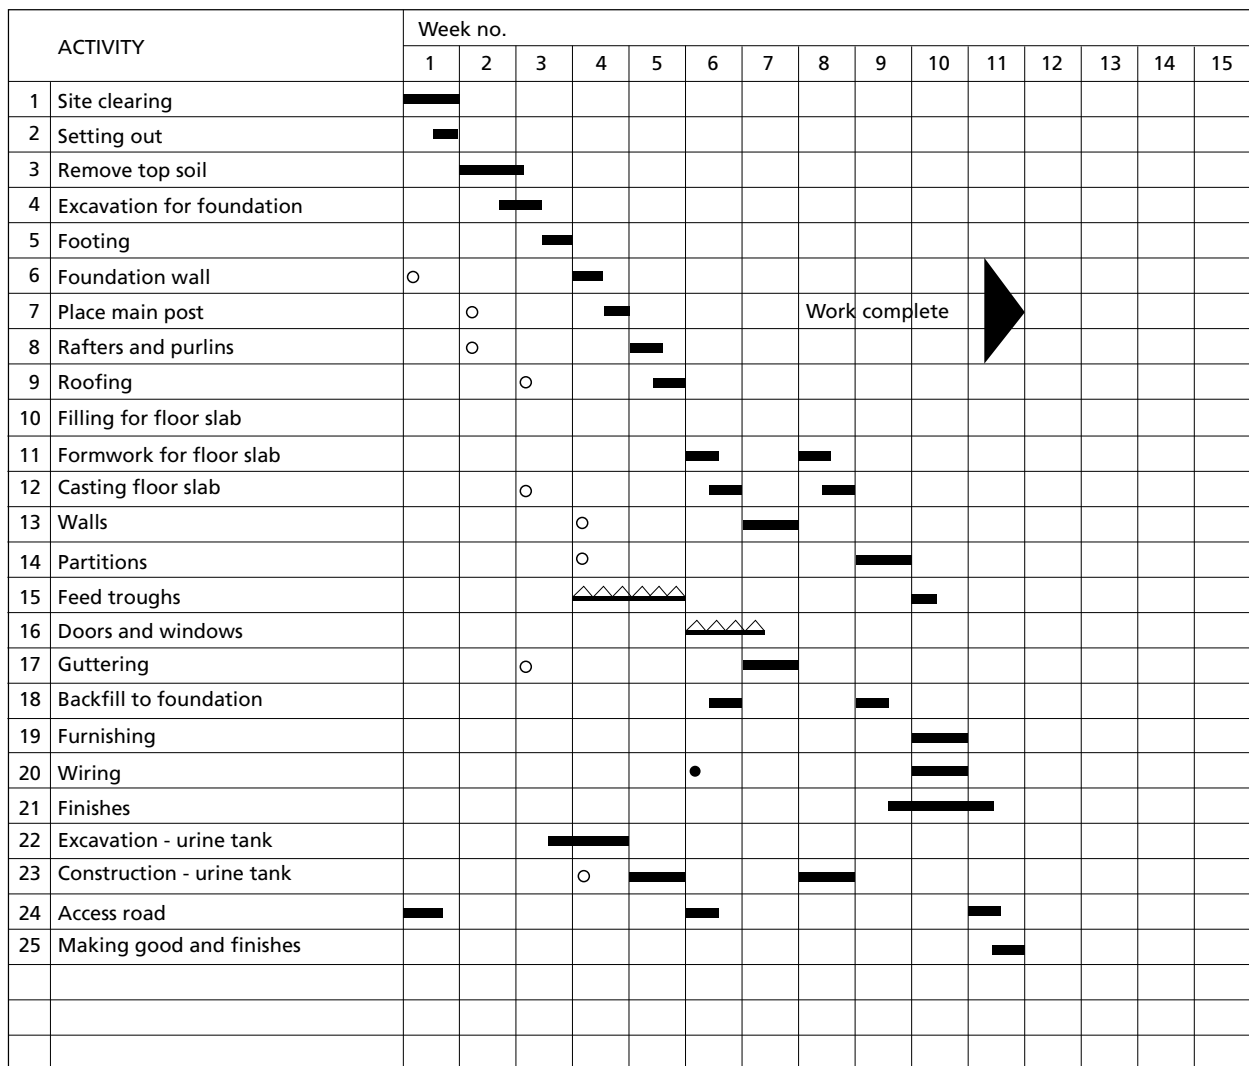 ACTIVITY
Week no.
1 2 3 4 5 6 7 8 9 10 11 12 13 14 15
1 Site clearing
2 Setting out
3 Remove top soil
4 Excavation for foundation
5 Footing
6 Foundation wall
7 Place main post Work complete
8 Rafters and purlins
9 Roofing
10 Filling for floor slab
11 Formwork for floor slab
12 Casting floor slab
13 Walls
14 Partitions
15 Feed troughs
16 Doors and windows
17 Guttering
18 Backfill to foundation
19 Furnishing
20 Wiring
21 Finishes
22 Excavation - urine tank
23 Construction - urine tank
24 Access road
25 Making good and finishes